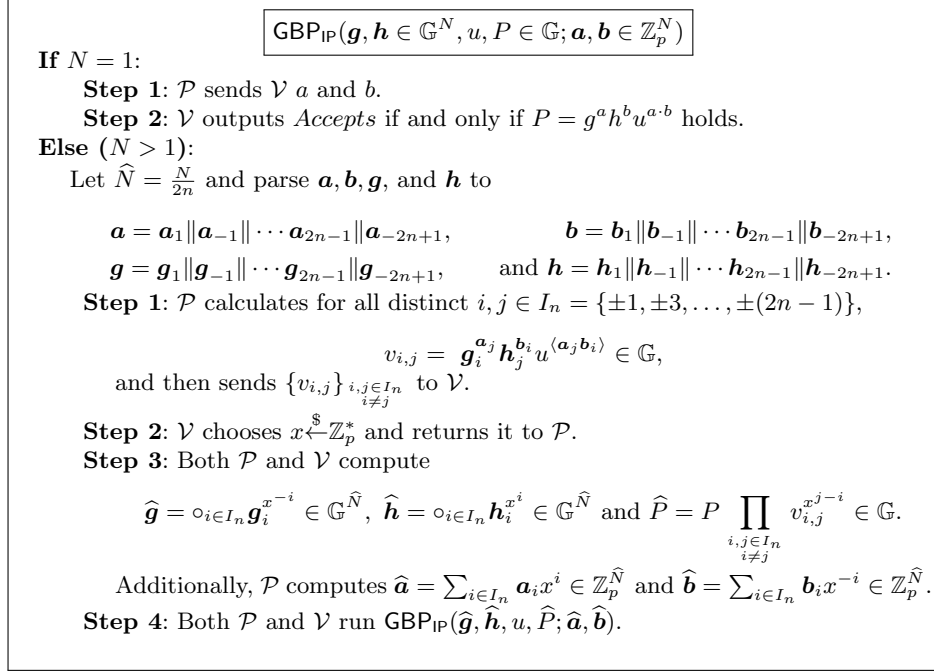 GBP_IP(g, h ∈ 𝔾^N, u, P ∈ 𝔾; a, b ∈ ℤ_p^N)
If N = 1:
Step 1: 𝒫 sends 𝒱 a and b.
Step 2: 𝒱 outputs Accepts if and only if P = g^a h^b u^{a·b} holds.
Else (N > 1):
Let N̂ = N/2n and parse a, b, g, and h to
a = a_1‖a_{-1}‖ ⋯ a_{2n-1}‖a_{-2n+1}, b = b_1‖b_{-1}‖ ⋯ b_{2n-1}‖b_{-2n+1},
g = g_1‖g_{-1}‖ ⋯ g_{2n-1}‖g_{-2n+1}, and h = h_1‖h_{-1}‖ ⋯ h_{2n-1}‖h_{-2n+1}.
Step 1: 𝒫 calculates for all distinct i, j ∈ I_n = {±1, ±3, . . . , ±(2n − 1)},
v_{i,j} = g_i^{a_j} h_j^{b_i} u^{⟨a_j b_i⟩} ∈ 𝔾,
and then sends {v_{i,j}}_{i,j∈I_n i≠j} to 𝒱.
Step 2: 𝒱 chooses x ←$ ℤ_p^* and returns it to 𝒫.
Step 3: Both 𝒫 and 𝒱 compute
ĝ = ∘_{i∈I_n} g_i^{x^{-i}} ∈ 𝔾^{N̂}, ĥ = ∘_{i∈I_n} h_i^{x^i} ∈ 𝔾^{N̂} and P̂ = P ∏_{i,j∈I_n i≠j} v_{i,j}^{x^{j-i}} ∈ 𝔾.
Additionally, 𝒫 computes â = ∑_{i∈I_n} a_i x^i ∈ ℤ_p^{N̂} and b̂ = ∑_{i∈I_n} b_i x^{-i} ∈ ℤ_p^{N̂}.
Step 4: Both 𝒫 and 𝒱 run GBP_IP(ĝ, ĥ, u, P̂; â, b̂).